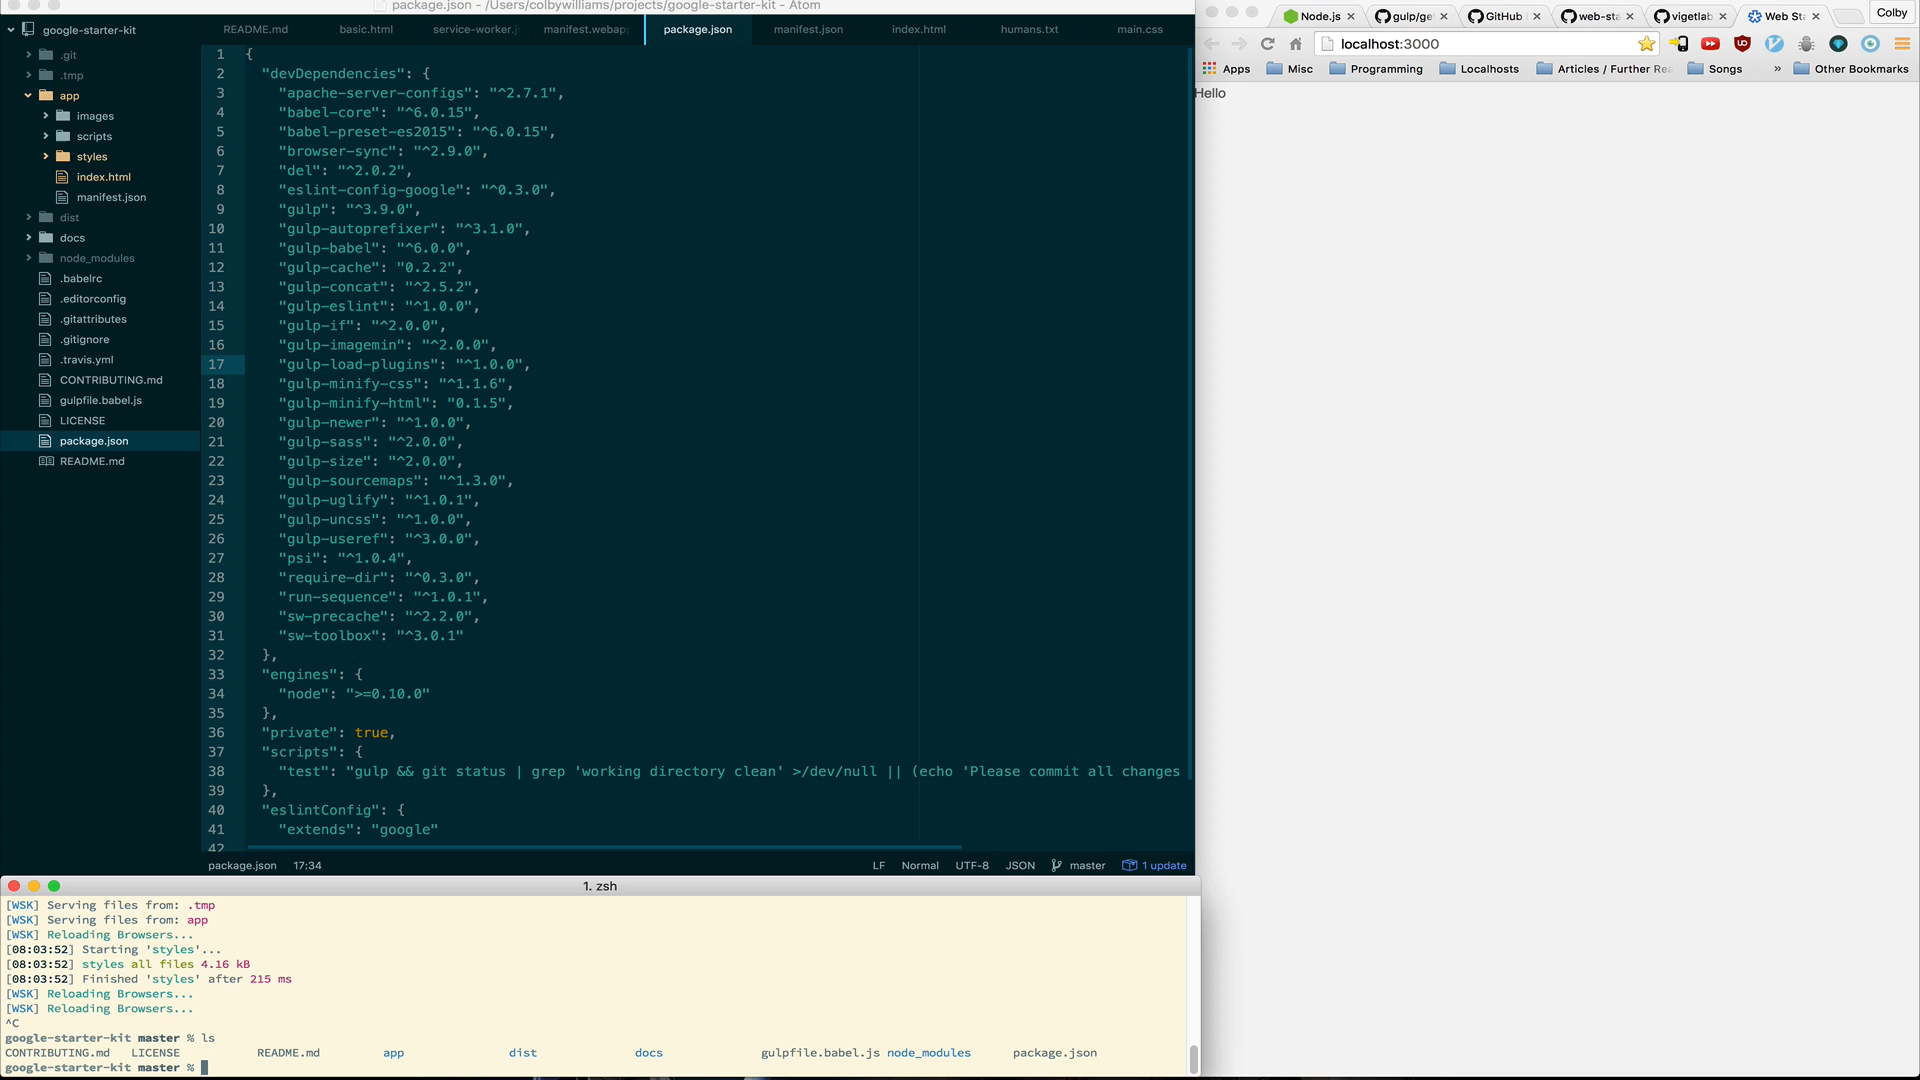 package.json - /Users/colbywilliams/projects/google-starter-kit - Atom
google-starter-kit
.git
.tmp
app
images
scripts
styles
index.html
manifest.json
dist
docs
node_modules
.babelrc
.editorconfig
.gitattributes
.gitignore
.travis.yml
CONTRIBUTING.md
gulpfile.babel.js
LICENSE
package.json
README.md
README.md basic.html service-worker.j manifest.webapp package.json manifest.json index.html humans.txt main.css
1 {
2 "devDependencies": {
3 "apache-server-configs": "^2.7.1",
4 "babel-core": "^6.0.15",
5 "babel-preset-es2015": "^6.0.15",
6 "browser-sync": "^2.9.0",
7 "del": "^2.0.2",
8 "eslint-config-google": "^0.3.0",
9 "gulp": "^3.9.0",
10 "gulp-autoprefixer": "^3.1.0",
11 "gulp-babel": "^6.0.0",
12 "gulp-cache": "0.2.2",
13 "gulp-concat": "^2.5.2",
14 "gulp-eslint": "^1.0.0",
15 "gulp-if": "^2.0.0",
16 "gulp-imagemin": "^2.0.0",
17 "gulp-load-plugins": "^1.0.0",
18 "gulp-minify-css": "^1.1.6",
19 "gulp-minify-html": "0.1.5",
20 "gulp-newer": "^1.0.0",
21 "gulp-sass": "^2.0.0",
22 "gulp-size": "^2.0.0",
23 "gulp-sourcemaps": "^1.3.0",
24 "gulp-uglify": "^1.0.1",
25 "gulp-uncss": "^1.0.0",
26 "gulp-useref": "^3.0.0",
27 "psi": "^1.0.4",
28 "require-dir": "^0.3.0",
29 "run-sequence": "^1.0.1",
30 "sw-precache": "^2.2.0",
31 "sw-toolbox": "^3.0.1"
32 },
33 "engines": {
34 "node": ">=0.10.0"
35 },
36 "private": true,
37 "scripts": {
38 "test": "gulp && git status | grep 'working directory clean' >/dev/null || (echo 'Please commit all changes
39 },
40 "eslintConfig": {
41 "extends": "google"
42
package.json 17:34 LF Normal UTF-8 JSON master 1 update
1. zsh
[WSK] Serving files from: .tmp
[WSK] Serving files from: app
[WSK] Reloading Browsers...
[08:03:52] Starting 'styles'...
[08:03:52] styles all files 4.16 kB
[08:03:52] Finished 'styles' after 215 ms
[WSK] Reloading Browsers...
[WSK] Reloading Browsers...
^C
google-starter-kit master % ls
CONTRIBUTING.md LICENSE README.md app dist docs gulpfile.babel.js node_modules package.json
google-starter-kit master %
Node.js gulp/ge GitHub web-sta vigetlab Web Sta Colby
localhost:3000
Apps Misc Programming Localhosts Articles / Further Rea Songs » Other Bookmarks
Hello